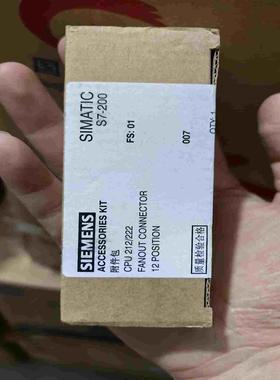 SIEMENS
ACCESSORIES KIT
附件包
CPU 212/222
FANOUT CONNECTOR
12 POSITION
SIMATIC
S7-200
FS: 01
007
QTY 1
质量检验合格